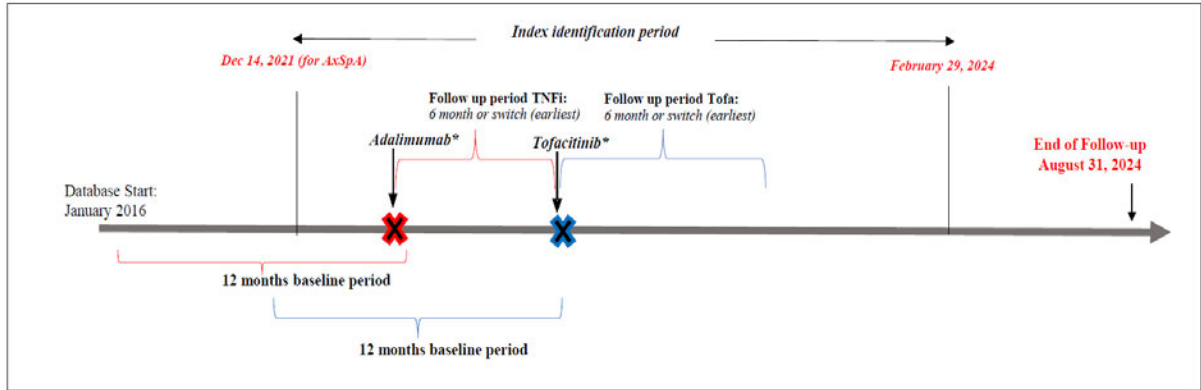 Index identification period
Dec 14, 2021 (for AxSpA)
February 29, 2024
Follow up period TNFi:
6 month or switch (earliest)
Follow up period Tofa:
6 month or switch (earliest)
Adalimumab*
Tofacitinib*
End of Follow-up
August 31, 2024
Database Start:
January 2016
12 months baseline period
12 months baseline period